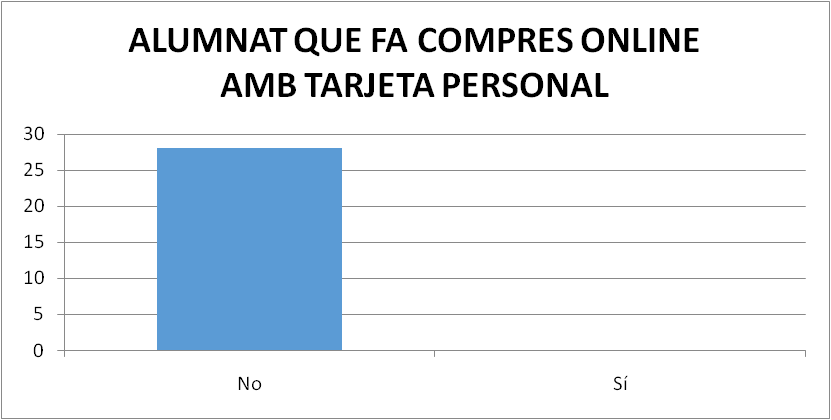 ALUMNAT QUE FA COMPRES ONLINE
AMB TARJETA PERSONAL
30
25
20
15
10
5
0
No Sí